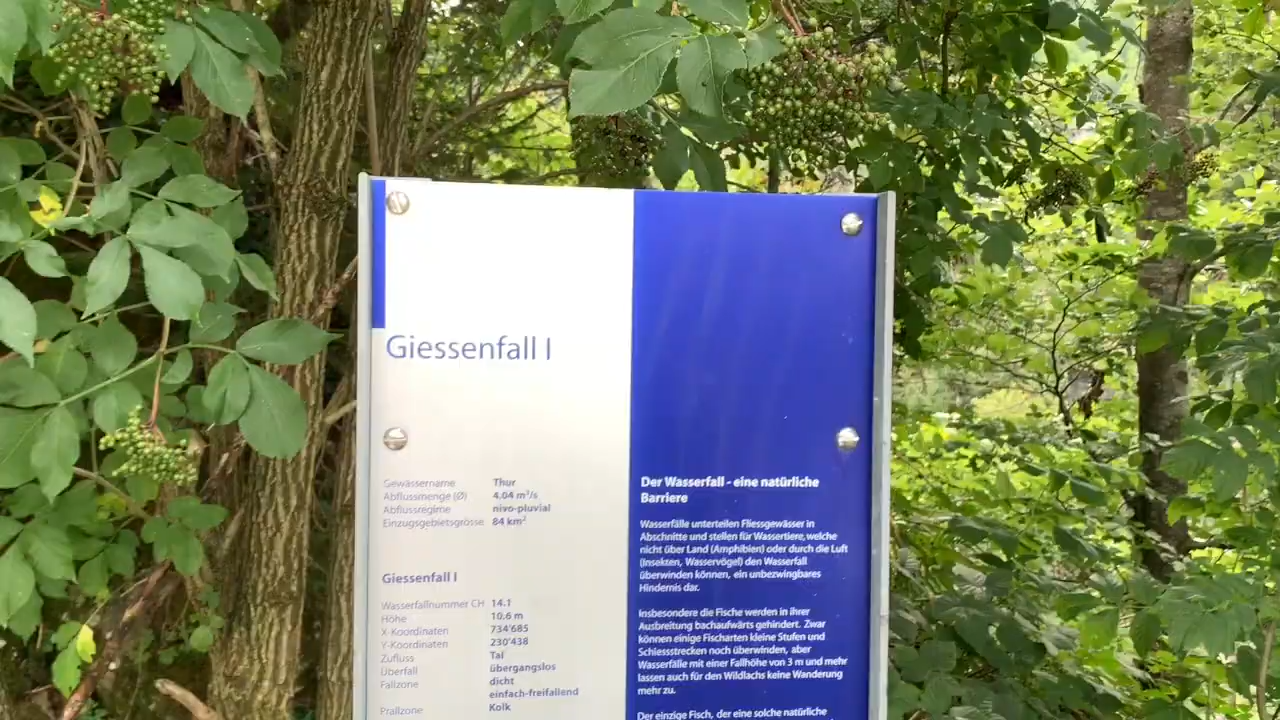 Giessenfall I
Gewässername Thur
Abflussmenge (Ø) 4.04 m³/s
Abflussregime nivo-pluvial
Einzugsgebietsgrösse 84 km²
Giessenfall I
Wasserfallnummer CH 14.1
Höhe 10.6 m
X-Koordinaten 734'685
Y-Koordinaten 230'438
Zufluss Tal
Überfall übergangslos
Fallzone dicht
einfach-freifallend
Prallzone Kolk
Der Wasserfall - eine natürliche
Barriere
Wasserfälle unterteilen Fliessgewässer in
Abschnitte und stellen für Wassertiere, welche
nicht über Land (Amphibien) oder durch die Luft
(Insekten, Wasservögel) den Wasserfall
überwinden können, ein unbezwingbares
Hindernis dar.
Insbesondere die Fische werden in ihrer
Ausbreitung bachaufwärts gehindert. Zwar
können einige Fischarten kleine Stufen und
Schiessstrecken noch überwinden, aber
Wasserfälle mit einer Fallhöhe von 3 m und mehr
lassen auch für den Wildlachs keine Wanderung
mehr zu.
Der einzige Fisch, der eine solche natürliche